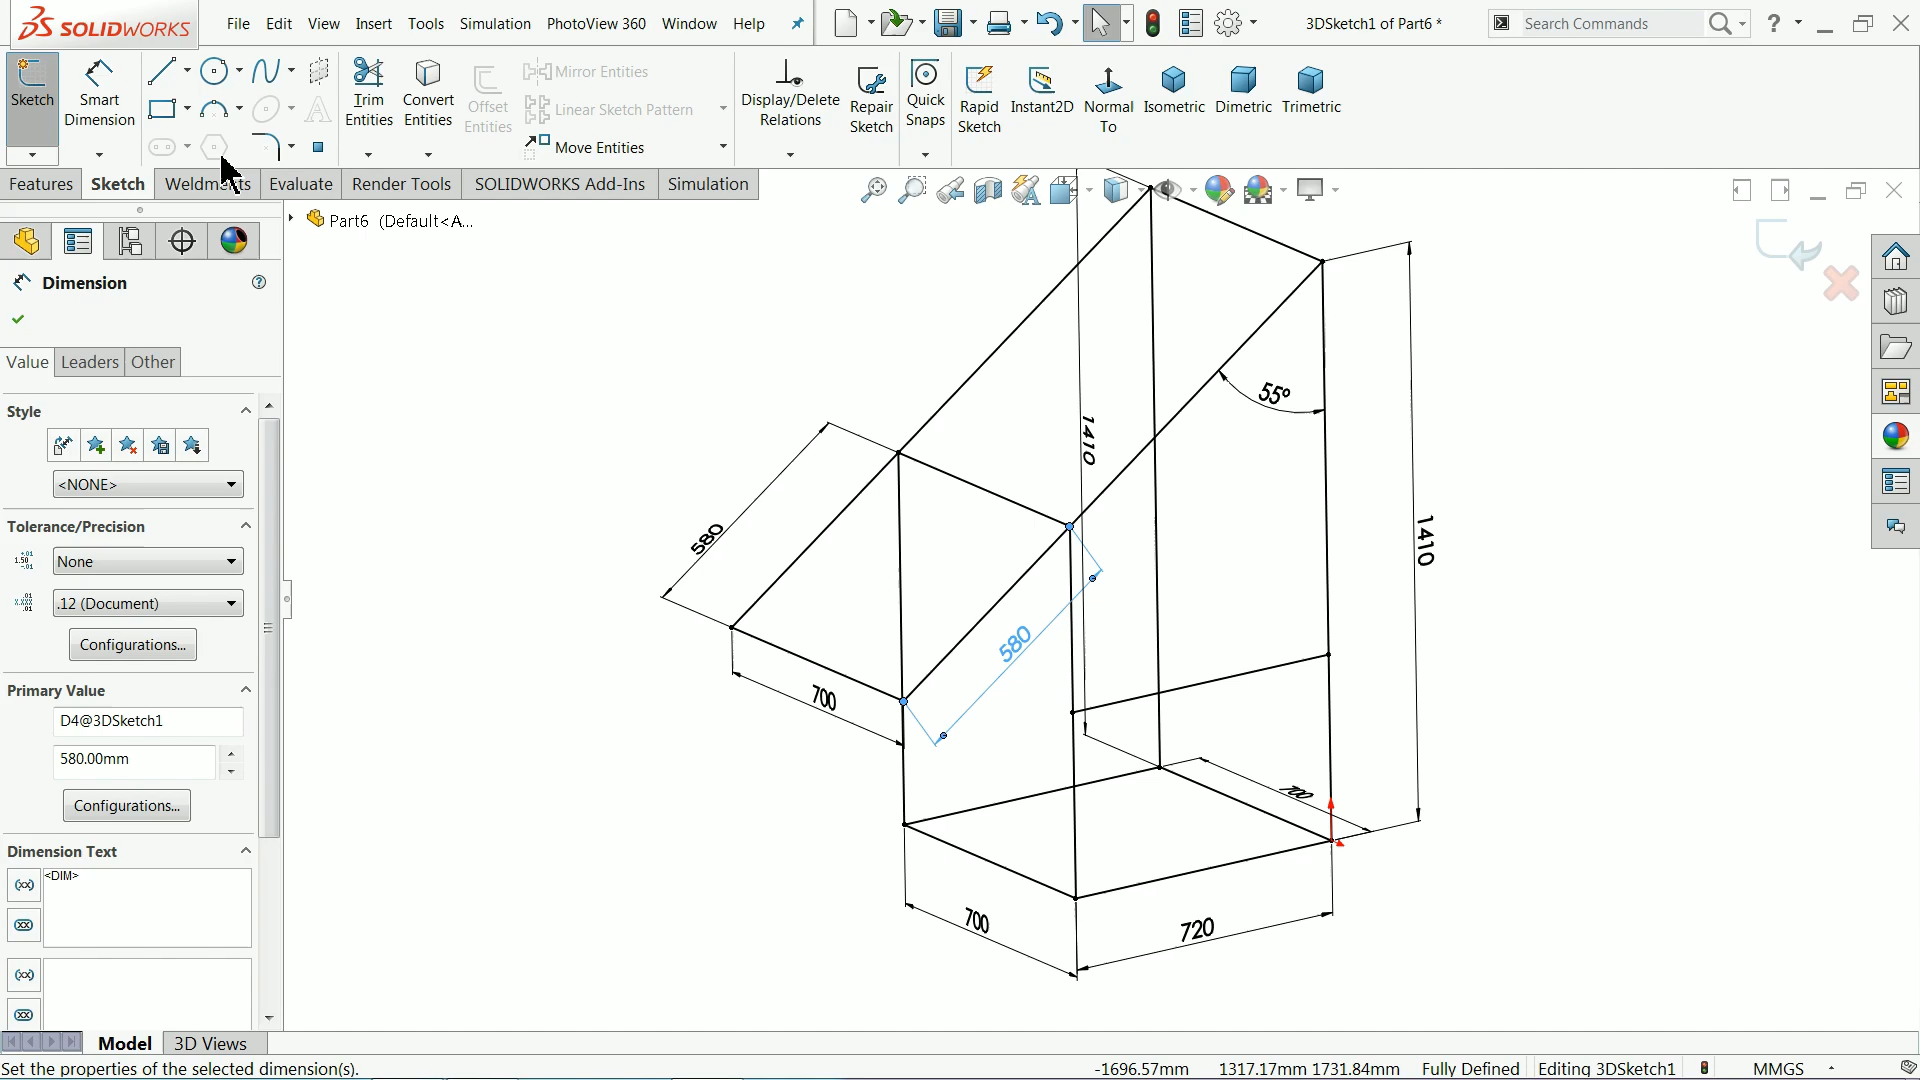 SOLIDWORKS
File Edit View Insert Tools Simulation PhotoView 360 Window Help
3DSketch1 of Part6 *
Search Commands
Sketch
Smart
Dimension
Trim
Entities
Convert
Entities
Offset
Entities
Mirror Entities
Linear Sketch Pattern
Move Entities
Display/Delete
Relations
Repair
Sketch
Quick
Snaps
Rapid
Sketch
Instant2D
Normal
To
Isometric
Dimetric
Trimetric
Features Sketch Weldments Evaluate Render Tools SOLIDWORKS Add-Ins Simulation
Part6 (Default<A...
Dimension
Value Leaders Other
Style
<NONE>
Tolerance/Precision
None
.12 (Document)
Configurations...
Primary Value
D4@3DSketch1
580.00mm
Configurations...
Dimension Text
<DIM>
55°
1410
580
1410
580
700
700
700
720
Model 3D Views
Set the properties of the selected dimension(s).
-1696.57mm 1317.17mm 1731.84mm Fully Defined Editing 3DSketch1 MMGS